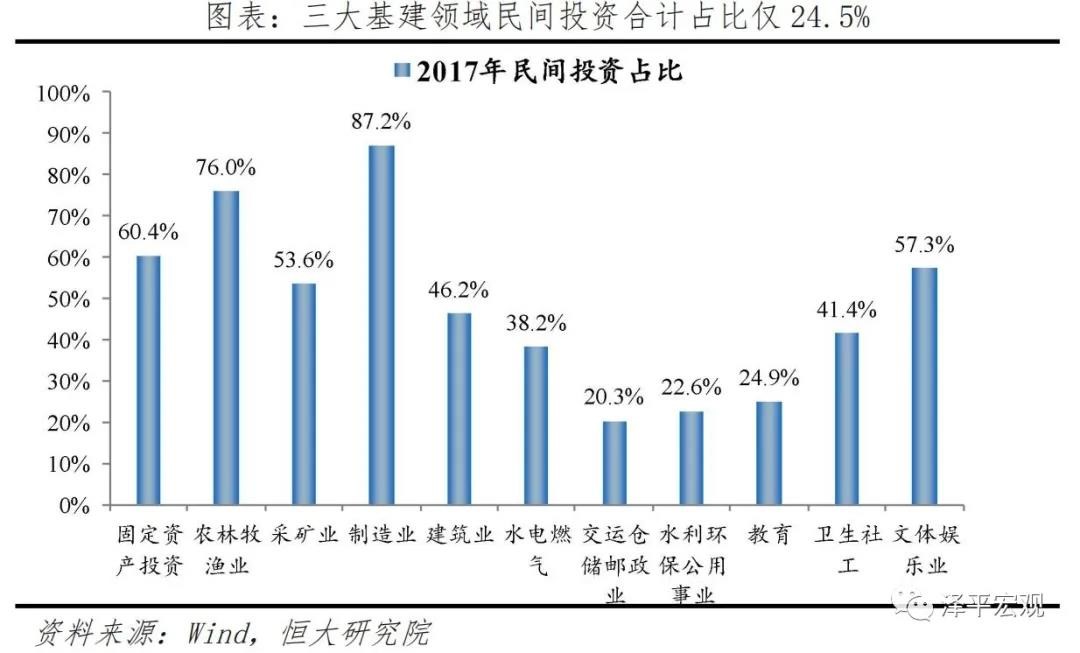 图表：三大基建领域民间投资合计占比仅24.5%
2017年民间投资占比
100%
90%
80%
70%
60%
50%
40%
30%
20%
10%
0%
60.4%
76.0%
53.6%
87.2%
46.2%
38.2%
20.3%
22.6%
24.9%
41.4%
57.3%
固定资
产投资
农林牧
渔业
采矿业
制造业
建筑业
水电燃
气
交运仓
储邮政
业
水利环
保公用
事业
教育
卫生社
工
文体娱
乐业
泽平宏观
资料来源：Wind，恒大研究院